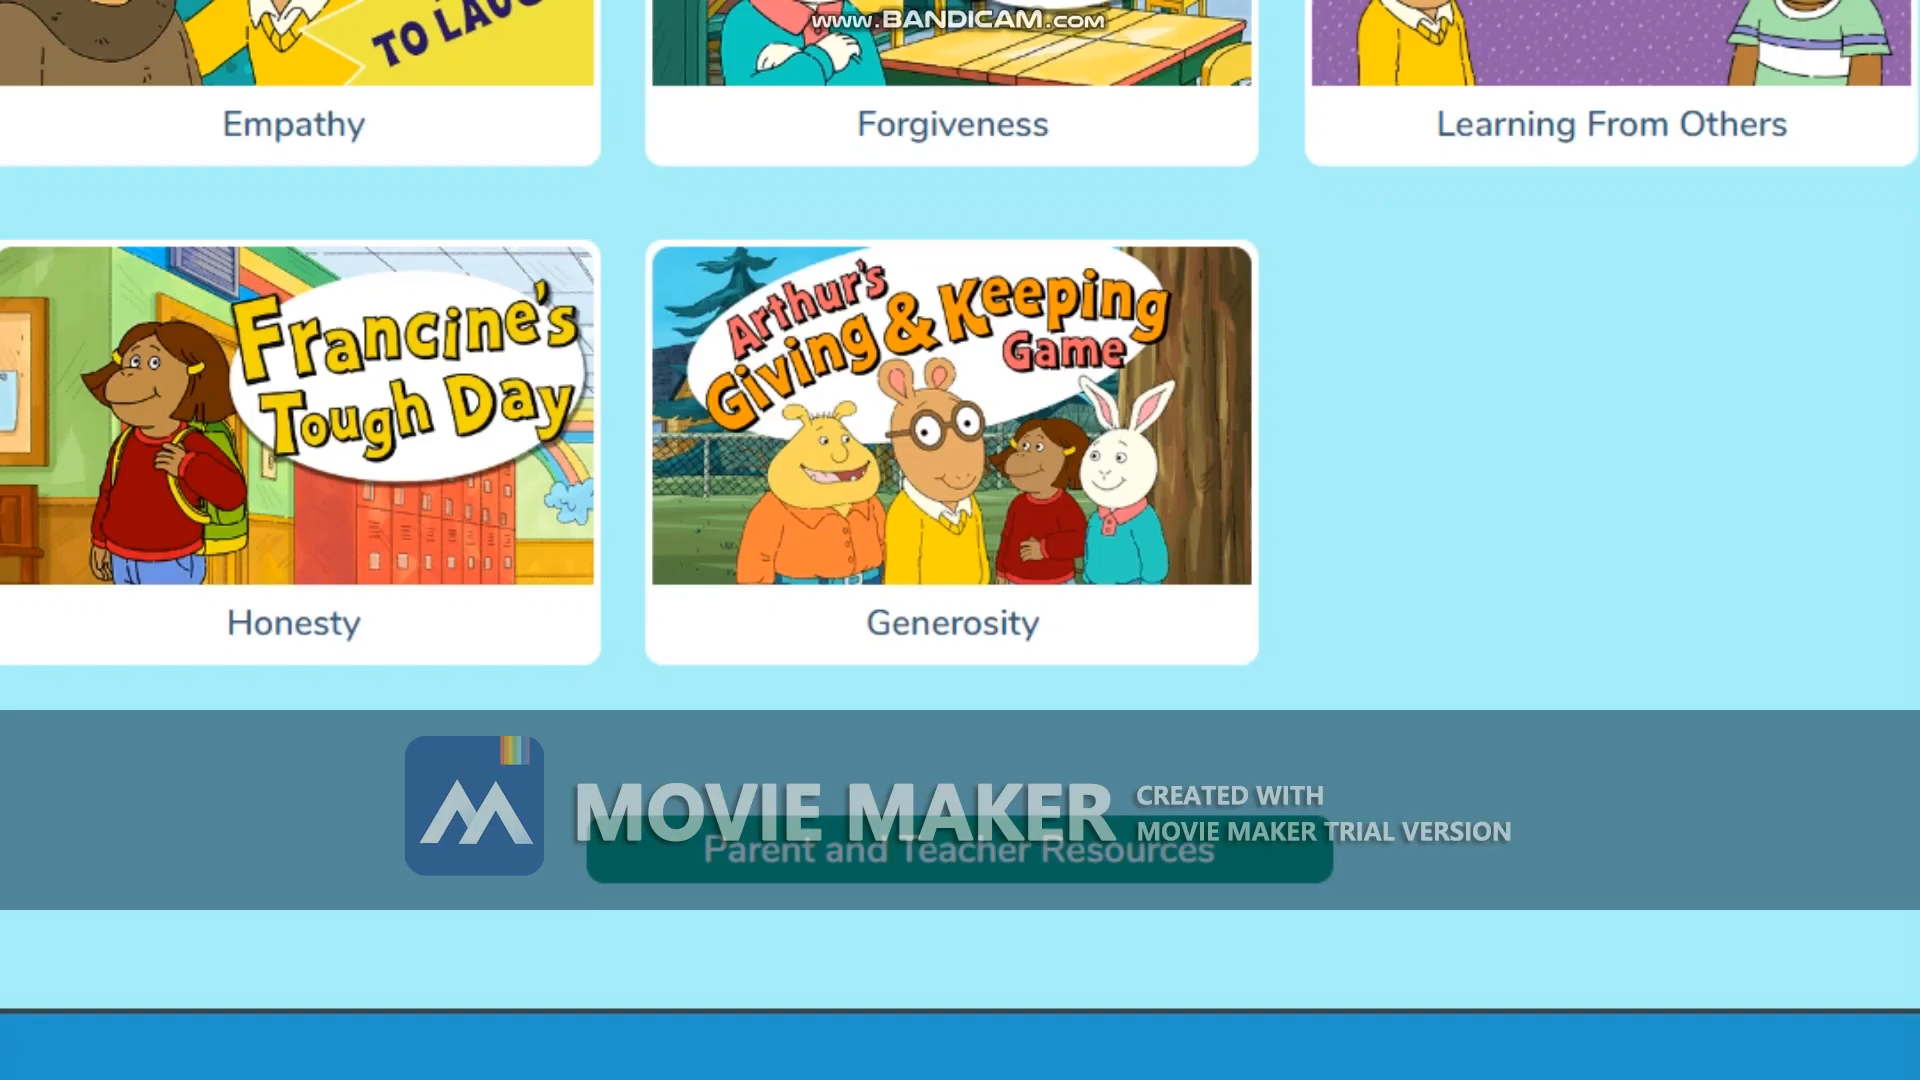 TO LAUG
www.BANDICAM.com
Empathy
Forgiveness
Learning From Others
Francine's
Tough Day
Arthur's
Giving & Keeping
Game
Honesty
Generosity
MOVIE MAKER
CREATED WITH
MOVIE MAKER TRIAL VERSION
Parent and Teacher Resources